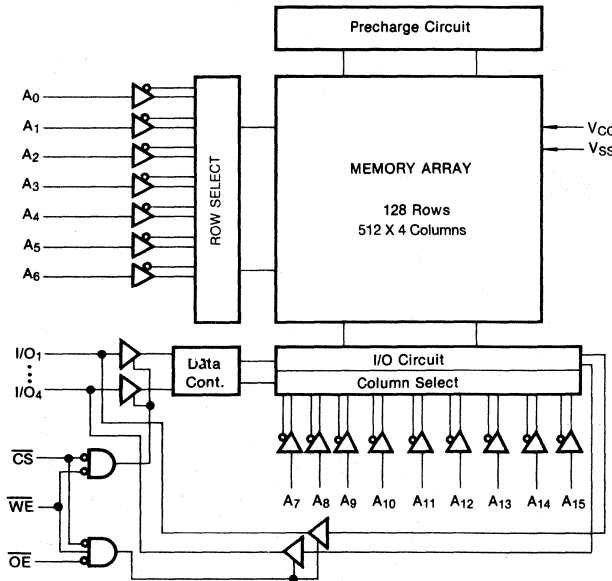 Precharge Circuit
A0
A1
A2
A3
A4
A5
A6
ROW SELECT
MEMORY ARRAY
128 Rows
512 X 4 Columns
VCC
VSS
I/O1
I/O4
Data
Cont.
I/O Circuit
Column Select
CS
WE
OE
A7 A8 A9 A10 A11 A12 A13 A14 A15